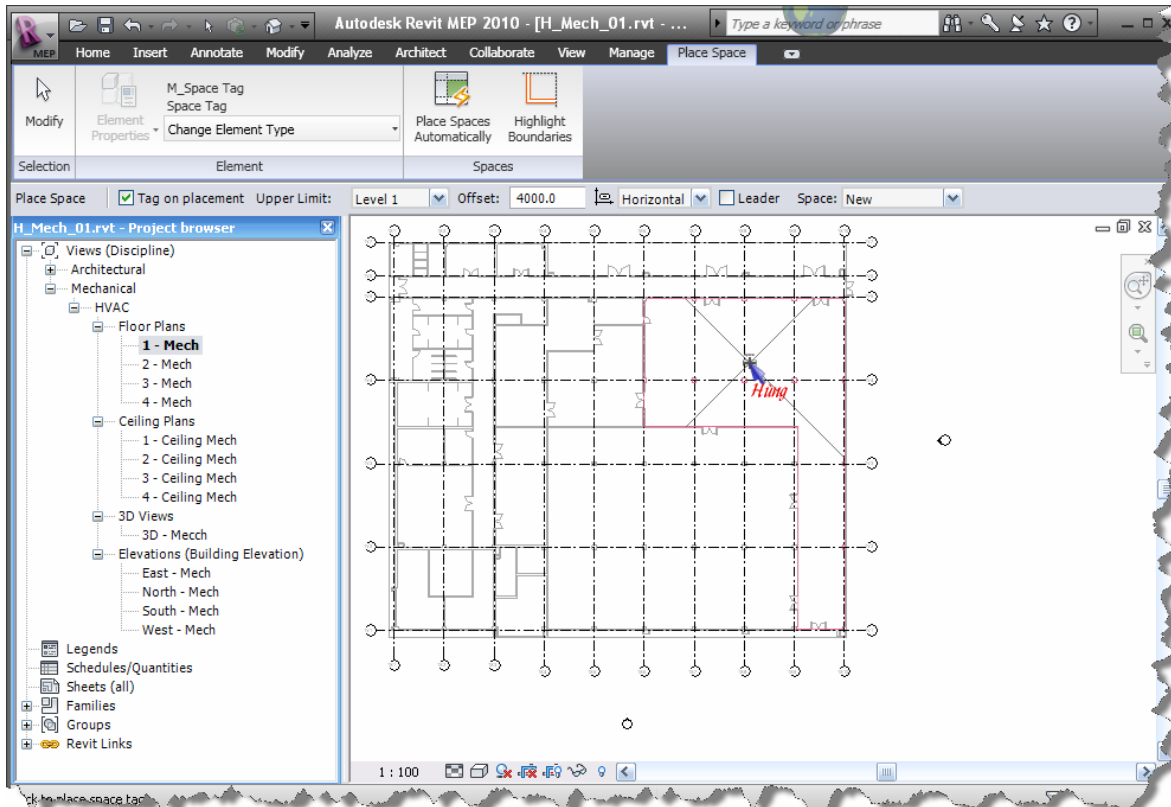 Autodesk Revit MEP 2010 - [H_Mech_01.rvt - ...
Type a keyword or phrase
MEP
Home Insert Annotate Modify Analyze Architect Collaborate View Manage Place Space
Modify
Element Properties
M_Space Tag
Space Tag
Change Element Type
Place Spaces Automatically
Highlight Boundaries
Selection Element Spaces
Place Space Tag on placement Upper Limit: Level 1 Offset: 4000.0 Horizontal Leader Space: New
H_Mech_01.rvt - Project browser
Views (Discipline)
Architectural
Mechanical
HVAC
Floor Plans
1 - Mech
2 - Mech
3 - Mech
4 - Mech
Ceiling Plans
1 - Ceiling Mech
2 - Ceiling Mech
3 - Ceiling Mech
4 - Ceiling Mech
3D Views
3D - Mecch
Elevations (Building Elevation)
East - Mech
North - Mech
South - Mech
West - Mech
Legends
Schedules/Quantities
Sheets (all)
Families
Groups
Revit Links
Hùng
1 : 100
to place space tag